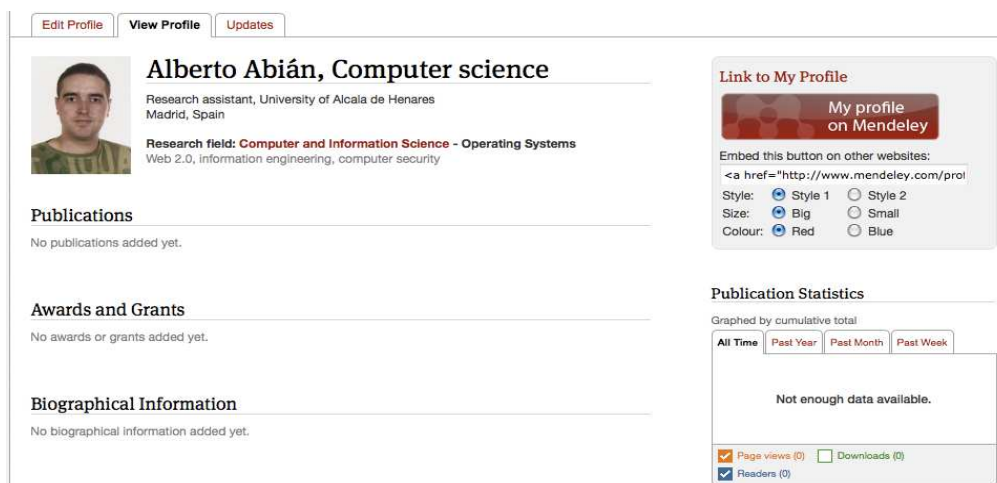 Edit Profile
View Profile
Updates
Alberto Abián, Computer science
Research assistant, University of Alcala de Henares
Madrid, Spain
Research field: Computer and Information Science - Operating Systems
Web 2.0, information engineering, computer security
Publications
No publications added yet.
Awards and Grants
No awards or grants added yet.
Biographical Information
No biographical information added yet.
Link to My Profile
My profile
on Mendeley
Embed this button on other websites:
<a href="http://www.mendeley.com/prof
Style: Style 1 Style 2
Size: Big Small
Colour: Red Blue
Publication Statistics
Graphed by cumulative total
All Time Past Year Past Month Past Week
Not enough data available.
Page views (0) Downloads (0)
Readers (0)